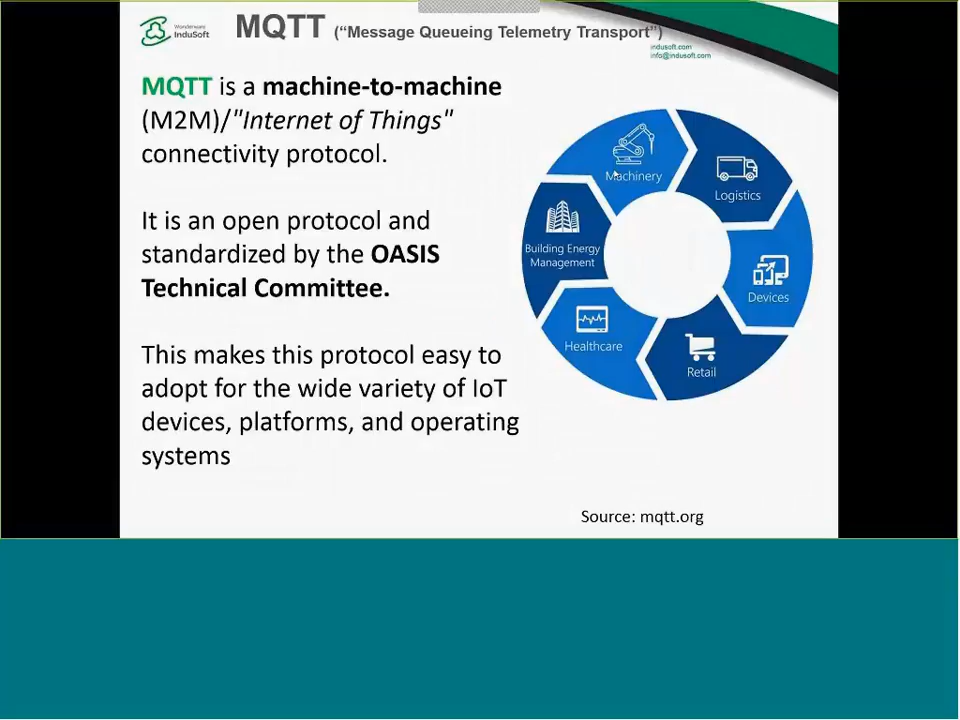 Wonderware
InduSoft
MQTT ("Message Queueing Telemetry Transport")
indusoft.com
info@indusoft.com
MQTT is a machine-to-machine
(M2M)/"Internet of Things"
connectivity protocol.
It is an open protocol and
standardized by the OASIS
Technical Committee.
This makes this protocol easy to
adopt for the wide variety of IoT
devices, platforms, and operating
systems
Machinery
Logistics
Building Energy
Management
Devices
Healthcare
Retail
Source: mqtt.org